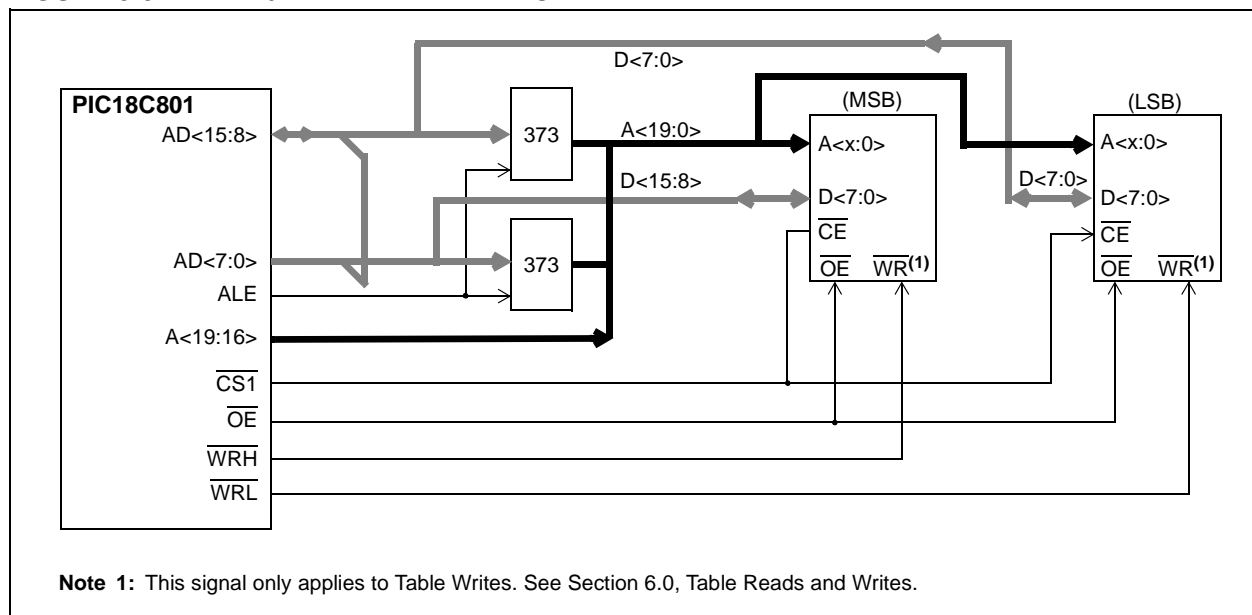 D<7:0>
PIC18C801
(MSB)
(LSB)
AD<15:8>
373
A<19:0>
A<x:0>
A<x:0>
D<15:8>
D<7:0>
D<7:0>
D<7:0>
CE
CE
AD<7:0>
373
OE WR(1)
OE WR(1)
ALE
A<19:16>
CS1
OE
WRH
WRL
Note 1: This signal only applies to Table Writes. See Section 6.0, Table Reads and Writes.